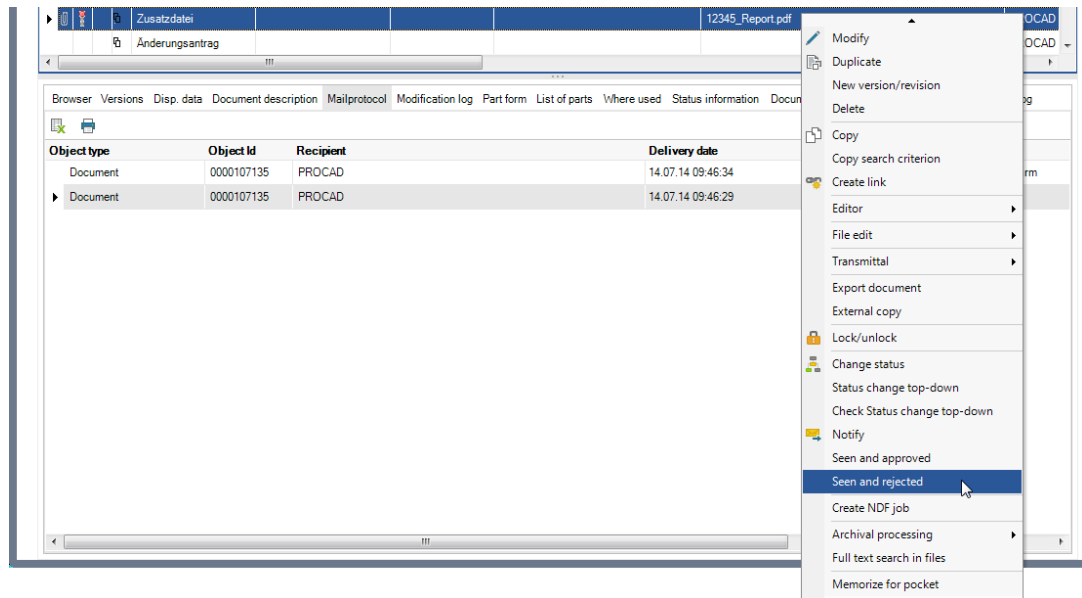 Zusatzdatei 12345_Report.pdf OCAD
Änderungsantrag OCAD
Browser Versions Disp. data Document description Mailprotocol Modification log Part form List of parts Where used Status information Docum og
Object type Object Id Recipient Delivery date
Document 0000107135 PROCAD 14.07.14 09:46:34 rm
Document 0000107135 PROCAD 14.07.14 09:46:29
Modify
Duplicate
New version/revision
Delete
Copy
Copy search criterion
Create link
Editor
File edit
Transmittal
Export document
External copy
Lock/unlock
Change status
Status change top-down
Check Status change top-down
Notify
Seen and approved
Seen and rejected
Create NDF job
Archival processing
Full text search in files
Memorize for pocket